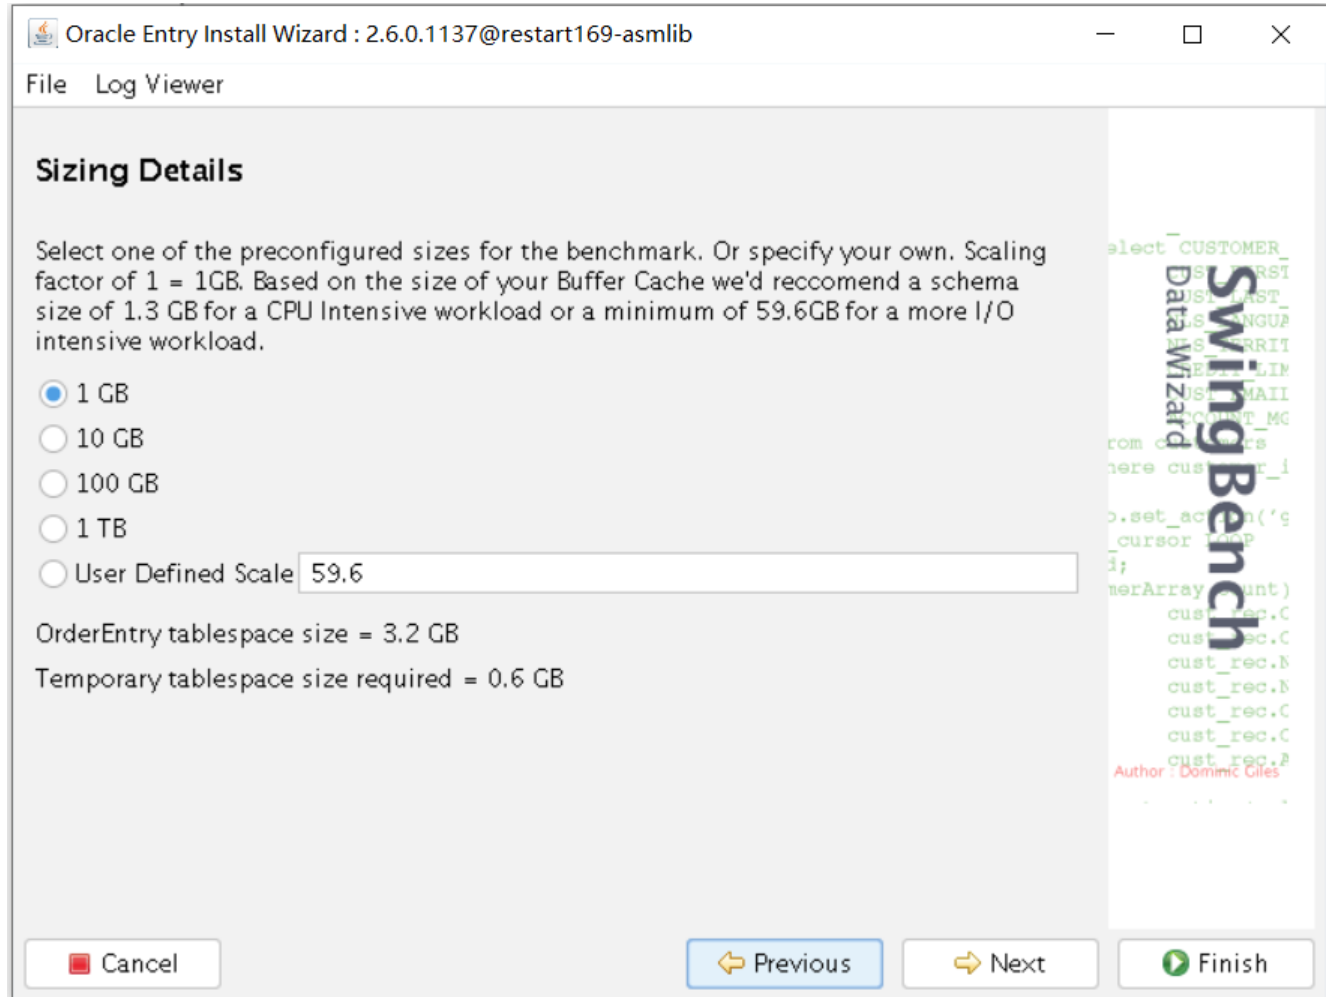 Oracle Entry Install Wizard : 2.6.0.1137@restart169-asmlib
File Log Viewer
Sizing Details
Select one of the preconfigured sizes for the benchmark. Or specify your own. Scaling
factor of 1 = 1GB. Based on the size of your Buffer Cache we'd reccomend a schema
size of 1.3 GB for a CPU Intensive workload or a minimum of 59.6GB for a more I/O
intensive workload.
1 GB
10 GB
100 GB
1 TB
User Defined Scale 59.6
OrderEntry tablespace size = 3.2 GB
Temporary tablespace size required = 0.6 GB
SwingBench
Data Wizard
Author : Dominic Giles
Cancel
Previous
Next
Finish